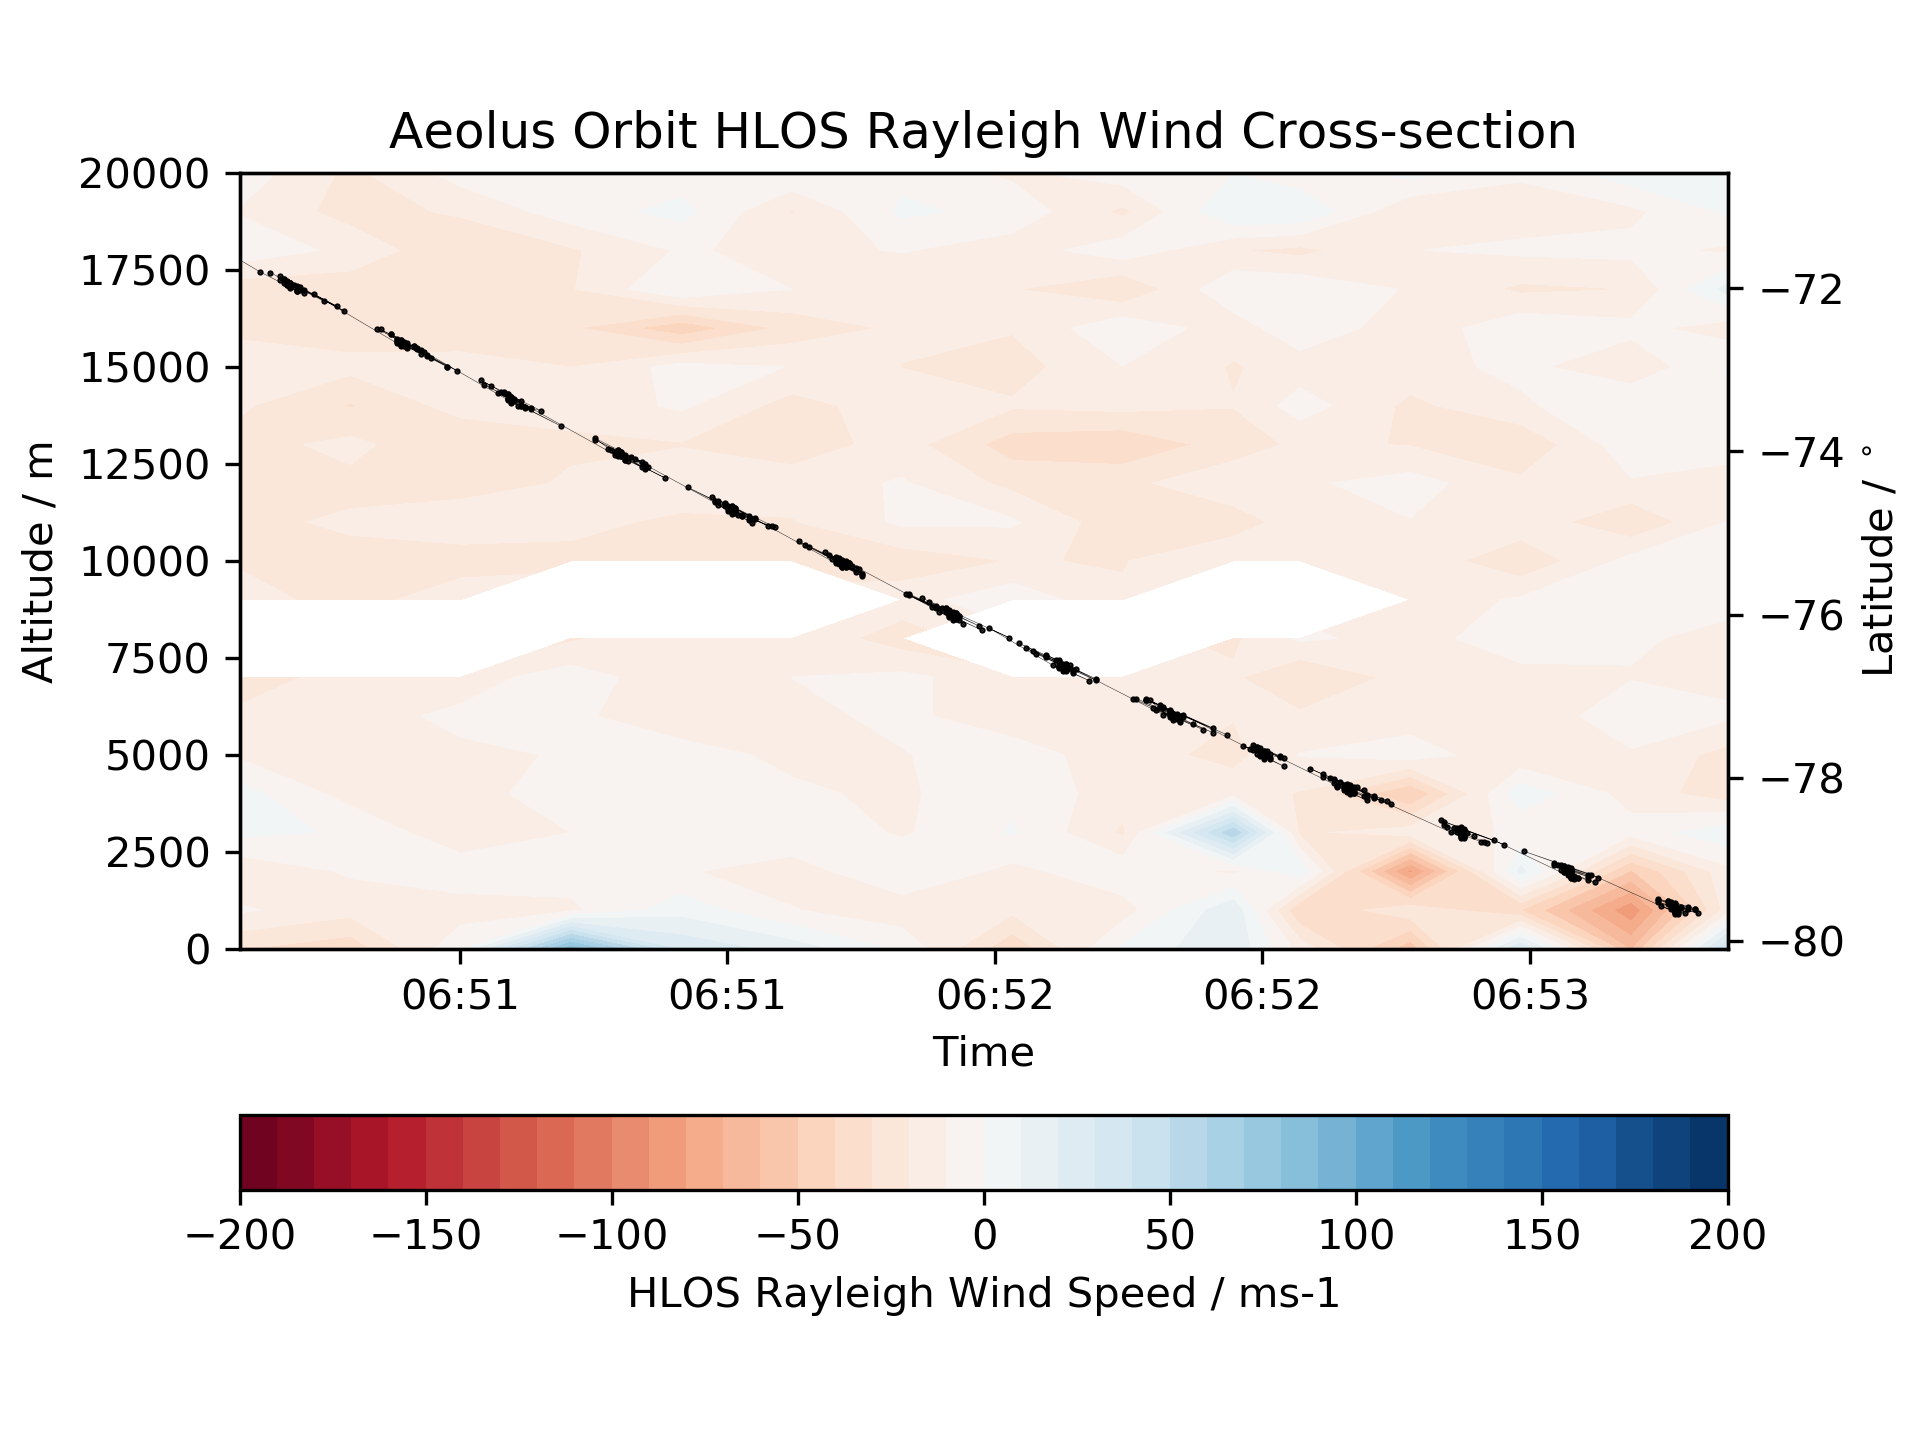 Aeolus Orbit HLOS Rayleigh Wind Cross-section
20000
17500
15000
12500
10000
7500
5000
2500
0
Altitude / m
−72
−74
−76
−78
−80
Latitude / °
06:51 06:51 06:52 06:52 06:53
Time
−200 −150 −100 −50 0 50 100 150 200
HLOS Rayleigh Wind Speed / ms-1